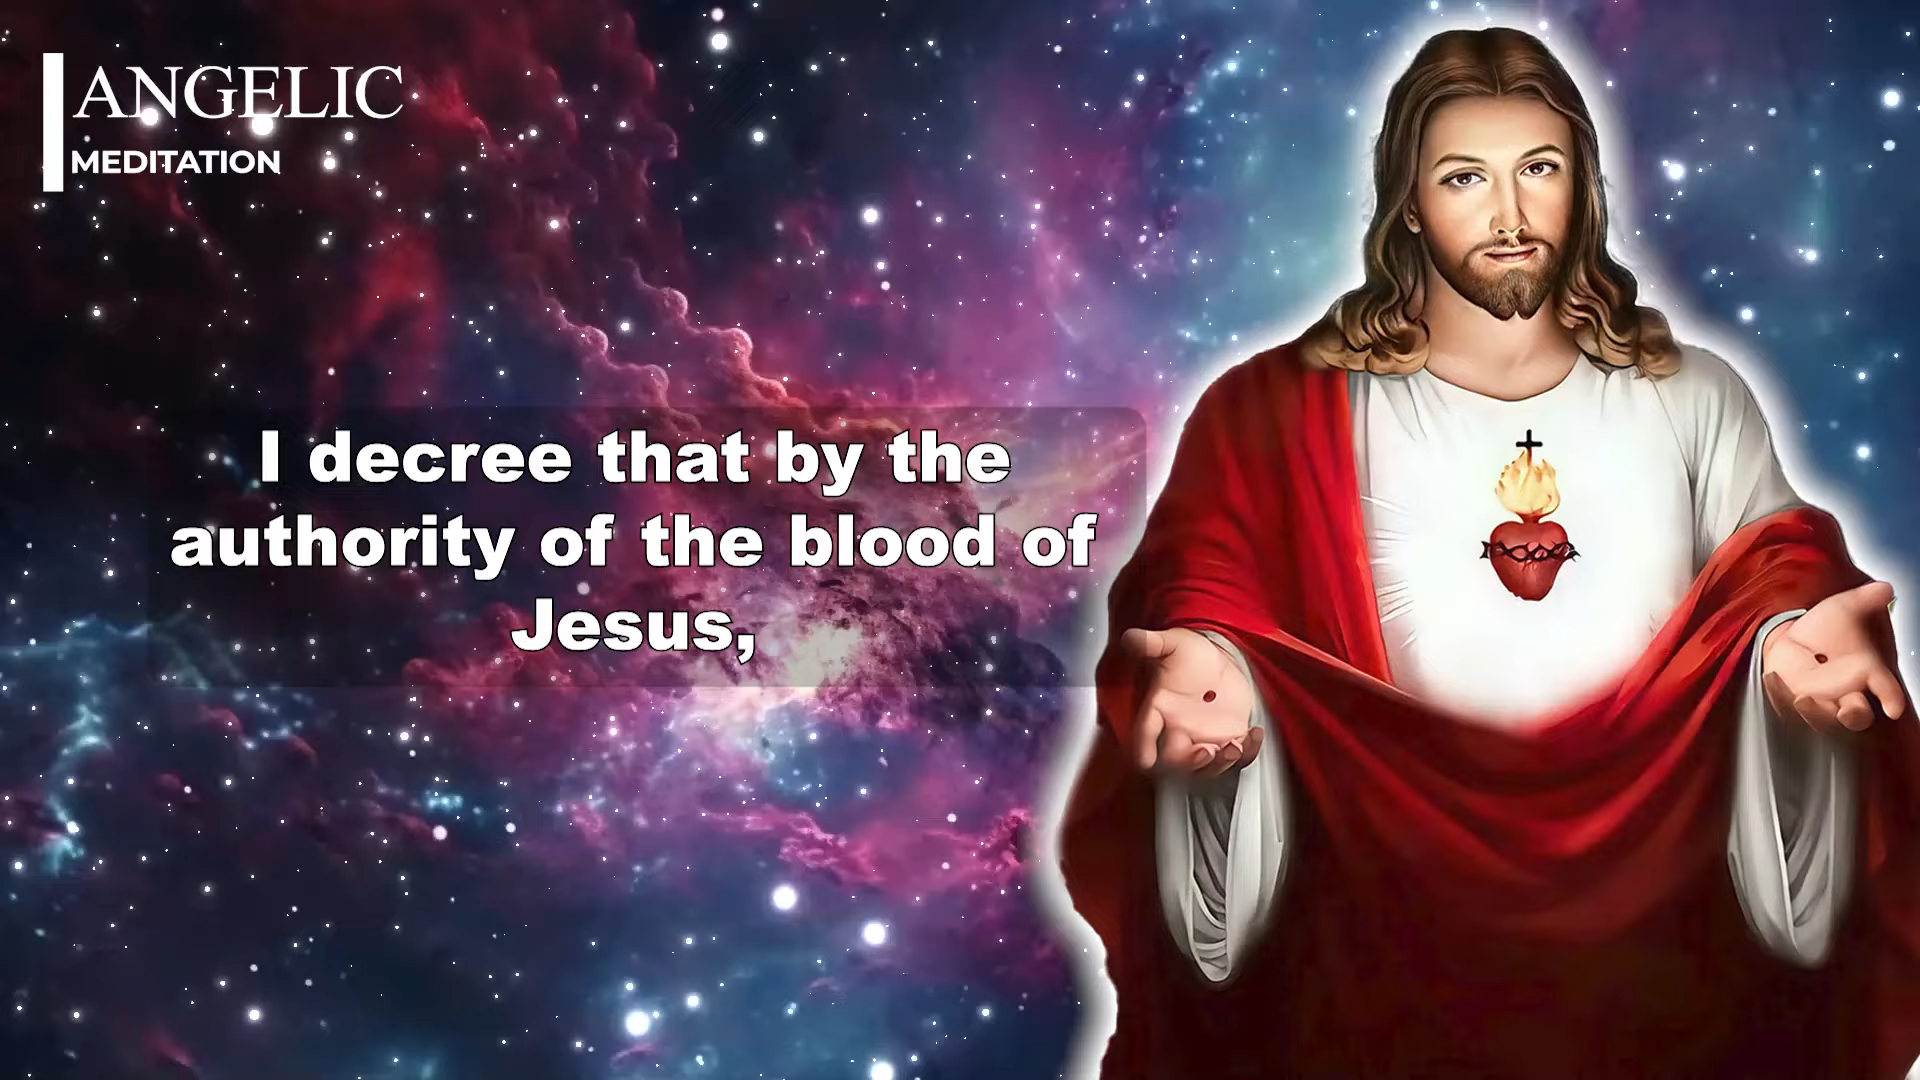 ANGELIC
MEDITATION
I decree that by the
authority of the blood of
Jesus,